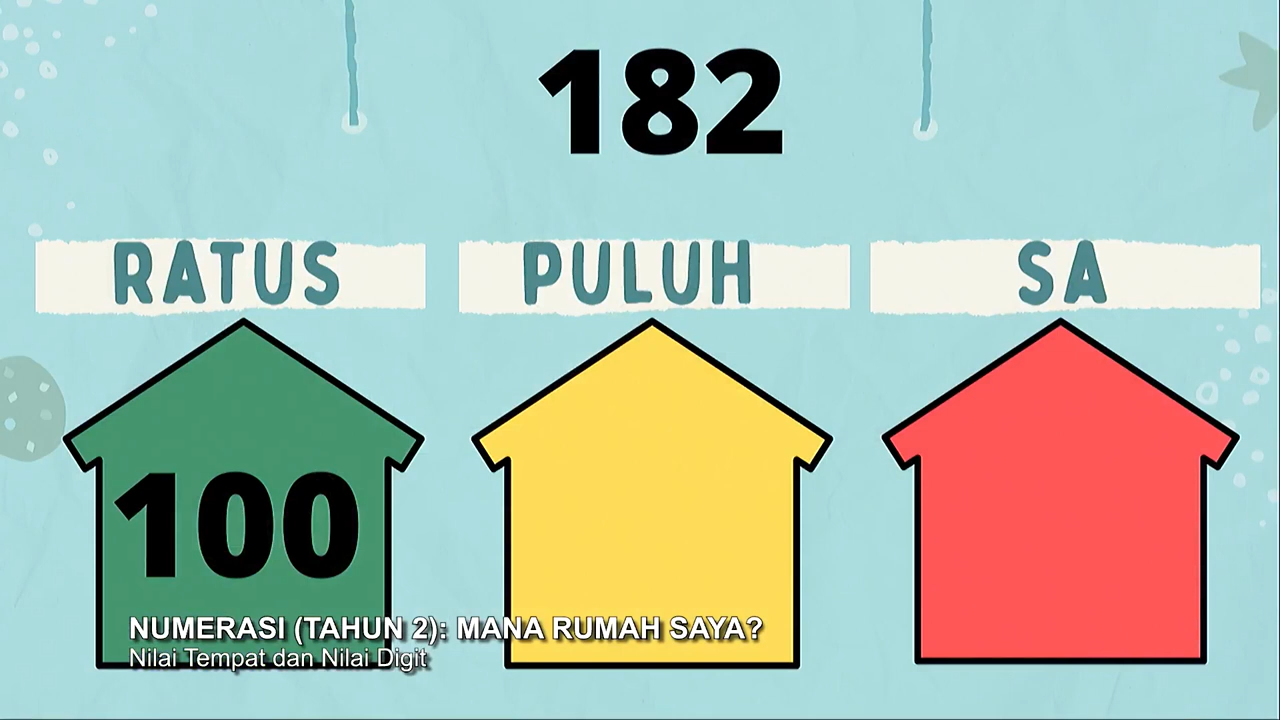 182
RATUS PULUH SA
100
NUMERASI (TAHUN 2): MANA RUMAH SAYA?
Nilai Tempat dan Nilai Digit